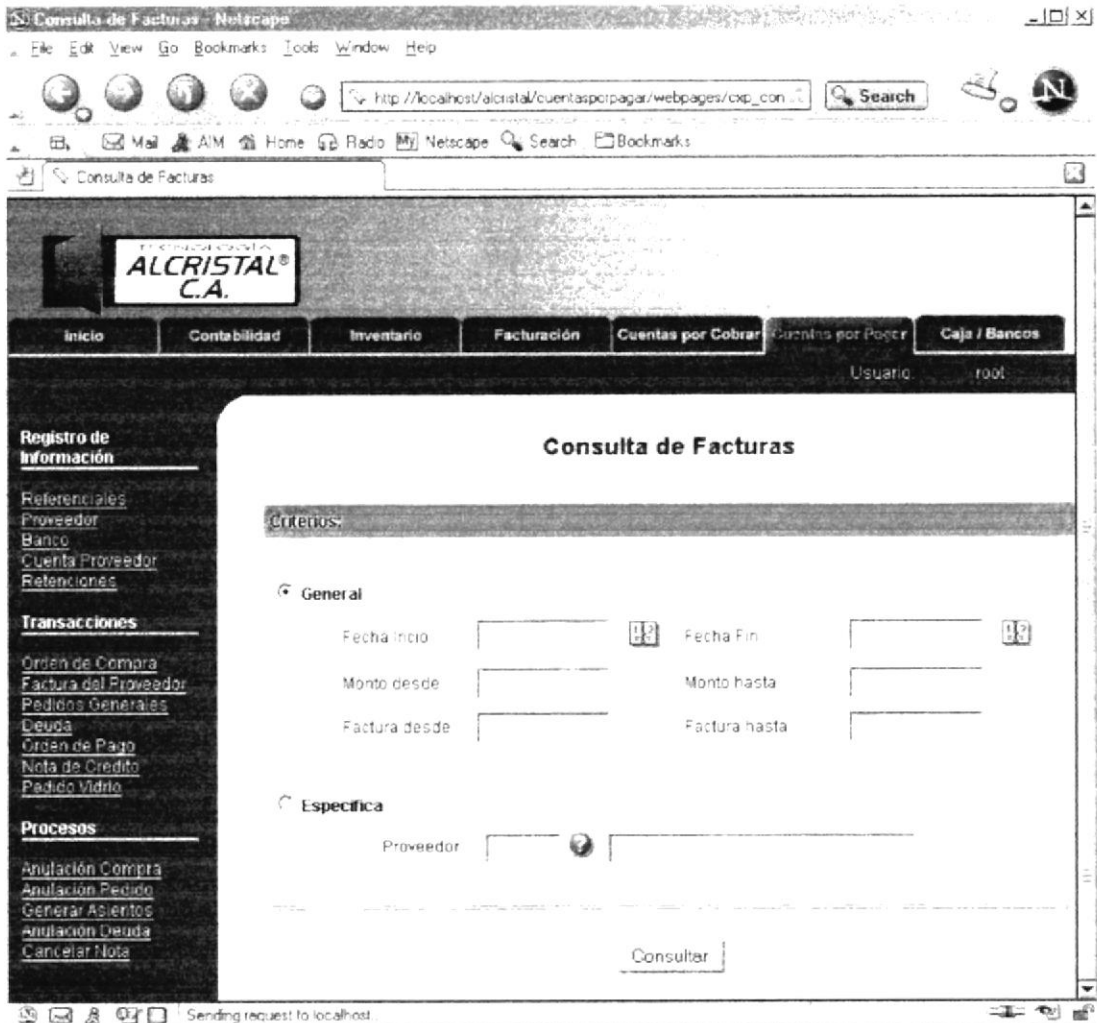 Consulta de Facturas - Netscape
File Edit View Go Bookmarks Tools Window Help
http://localhost/alcristal/cuentasporpagar/webpages/cxp_con
Search
N
Mail AIM Home Radio My Netscape Search Bookmarks
Consulta de Facturas
ALCRISTAL®
C.A.
Inicio Contabilidad Inventario Facturación Cuentas por Cobrar Cuentas por Pagar Caja / Bancos
Usuario root
Registro de
Información
Referenciales
Proveedor
Banco
Cuenta Proveedor
Retenciones
Transacciones
Orden de Compra
Factura del Proveedor
Pedidos Generales
Deuda
Orden de Pago
Nota de Credito
Pedido Vidrio
Procesos
Anulación Compra
Anulación Pedido
Generar Asientos
Anulación Deuda
Cancelar Nota
Consulta de Facturas
Criterios:
General
Fecha Inicio Fecha Fin
Monto desde Monto hasta
Factura desde Factura hasta
Especifica
Proveedor ?
Consultar
Sending request to localhost...